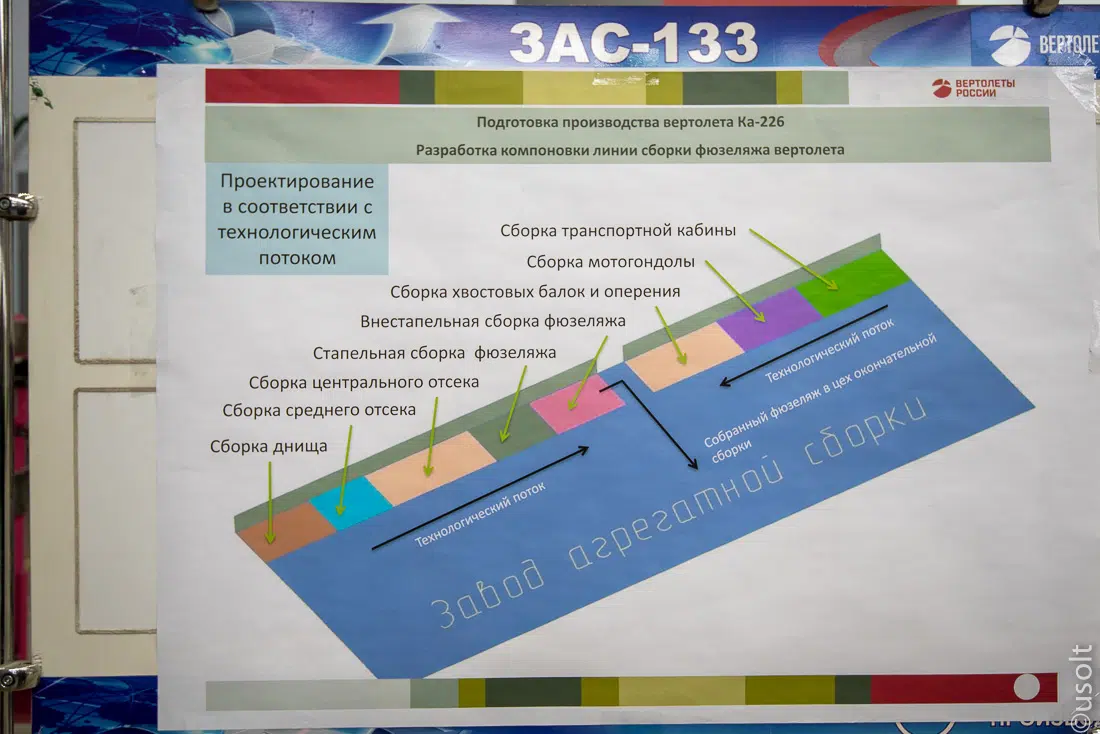 ЗАС-133
ВЕРТОЛЕ
ВЕРТОЛЕТЫ
РОССИИ
Подготовка производства вертолета Ка-226
Разработка компоновки линии сборки фюзеляжа вертолета
Проектирование
в соответствии с
технологическим
потоком
Сборка транспортной кабины
Сборка мотогондолы
Сборка хвостовых балок и оперения
Внестапельная сборка фюзеляжа
Стапельная сборка фюзеляжа
Сборка центрального отсека
Сборка среднего отсека
Сборка днища
Технологический поток
Собранный фюзеляж в цех окончательной
сборки
Технологический поток
Завод агрегатной сборки
©usolt